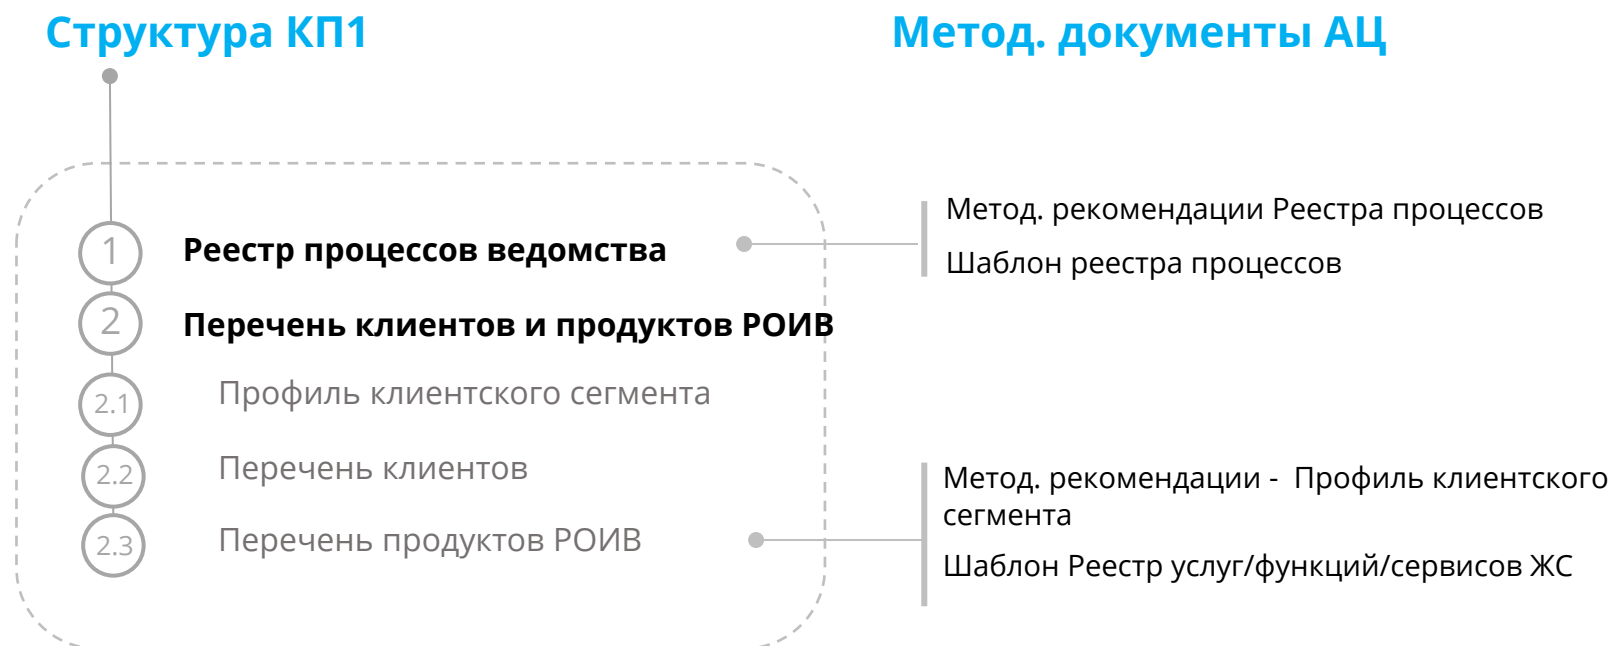 Структура КП1
Метод. документы АЦ
1
Реестр процессов ведомства
Метод. рекомендации Реестра процессов
Шаблон реестра процессов
2
Перечень клиентов и продуктов РОИВ
2.1
Профиль клиентского сегмента
2.2
Перечень клиентов
2.3
Перечень продуктов РОИВ
Метод. рекомендации - Профиль клиентского
сегмента
Шаблон Реестр услуг/функций/сервисов ЖС